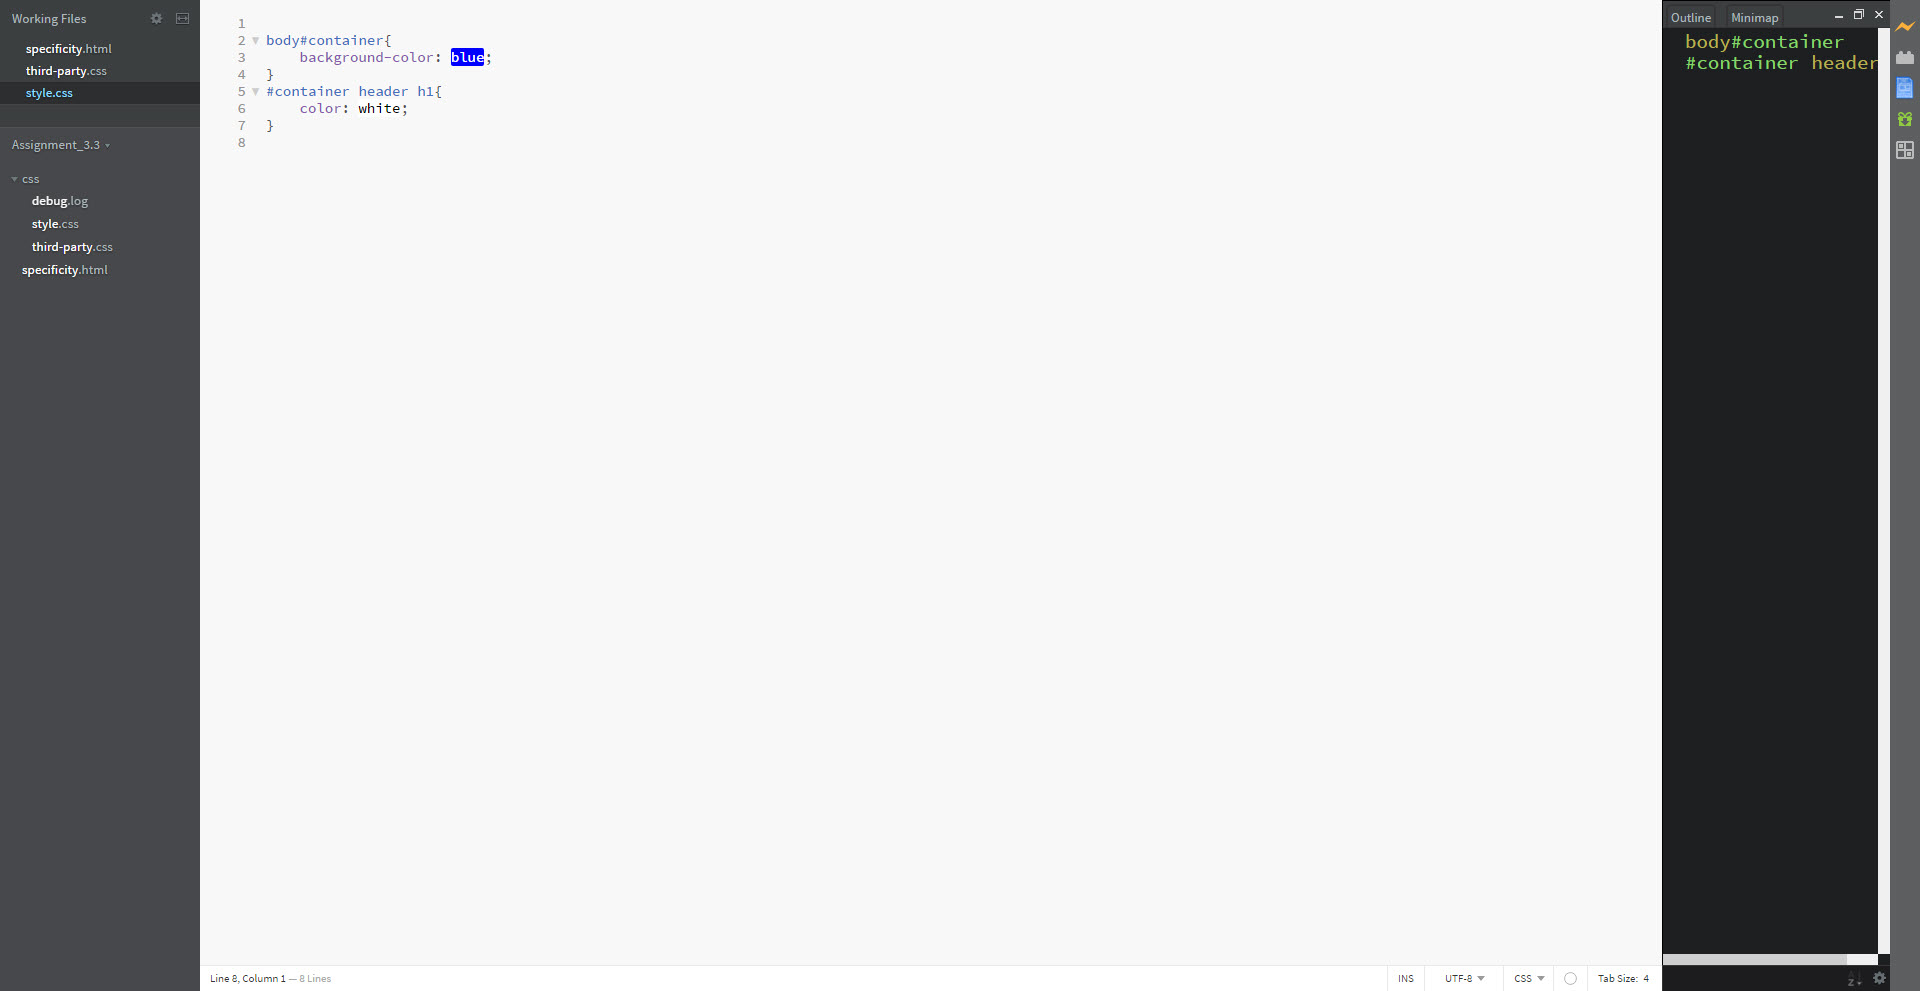 Working Files
specificity.html
third-party.css
style.css
Assignment_3.3
css
debug.log
style.css
third-party.css
specificity.html
1
2 body#container{
3 background-color: blue;
4 }
5 #container header h1{
6 color: white;
7 }
8
Line 8, Column 1 — 8 Lines
INS
UTF-8
CSS
Tab Size: 4
Outline Minimap
body#container
#container header